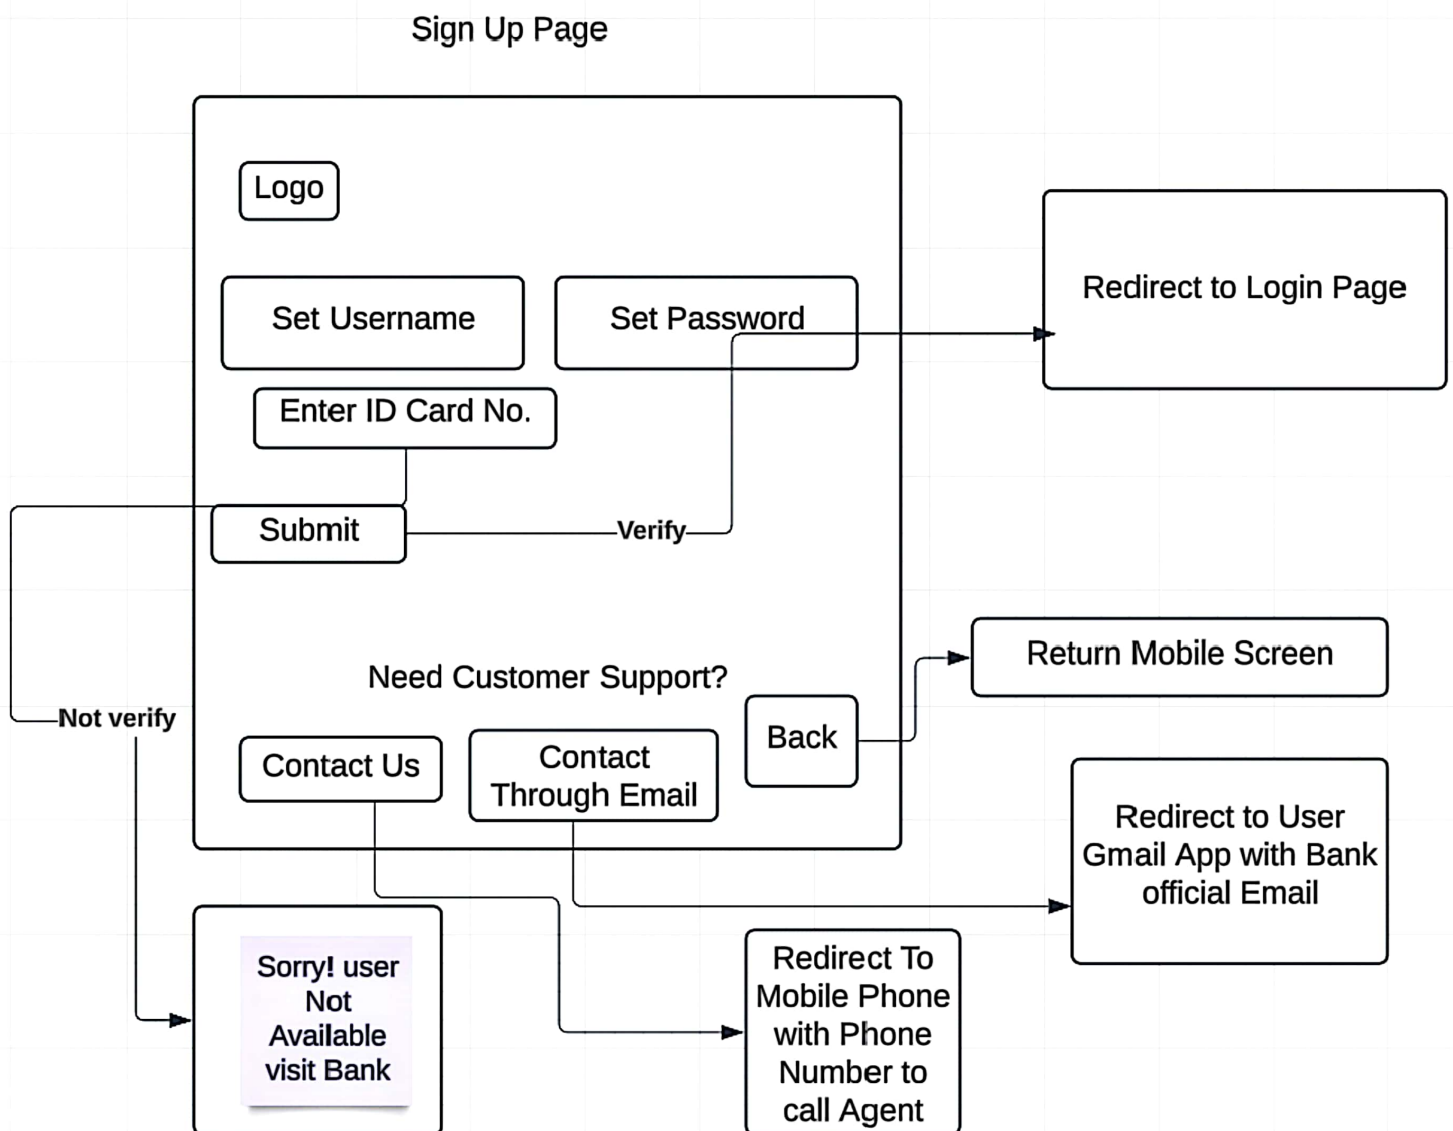 Sign Up Page
Logo
Set Username
Set Password
Redirect to Login Page
Enter ID Card No.
Submit
Verify
Return Mobile Screen
Need Customer Support?
Not verify
Back
Contact Us
Contact
Through Email
Redirect to User
Gmail App with Bank
official Email
Sorry! user
Not
Available
visit Bank
Redirect To
Mobile Phone
with Phone
Number to
call Agent